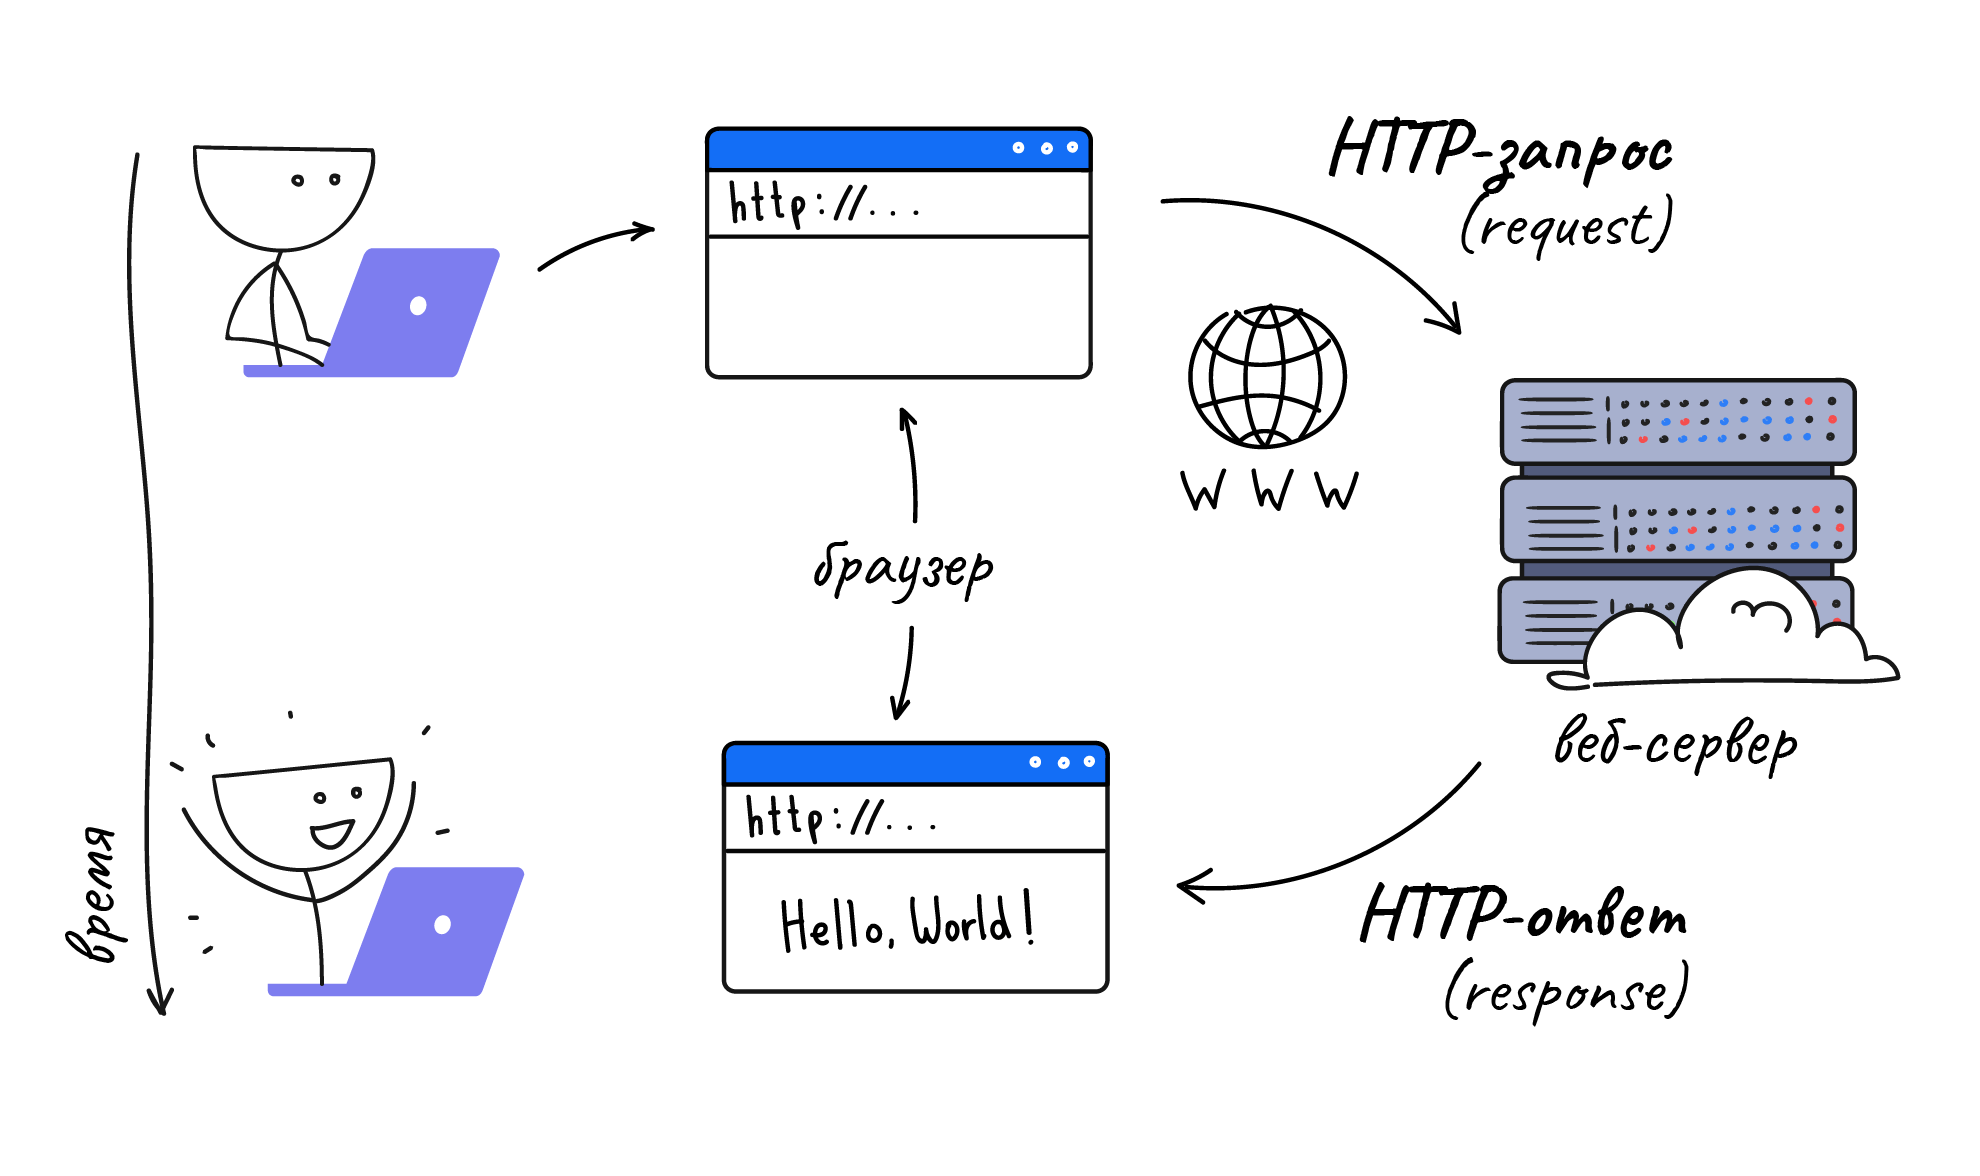 http://...
HTTP-запрос
(request)
WWW
браузер
веб-сервер
время
http://...
Hello, World!
HTTP-ответ
(response)